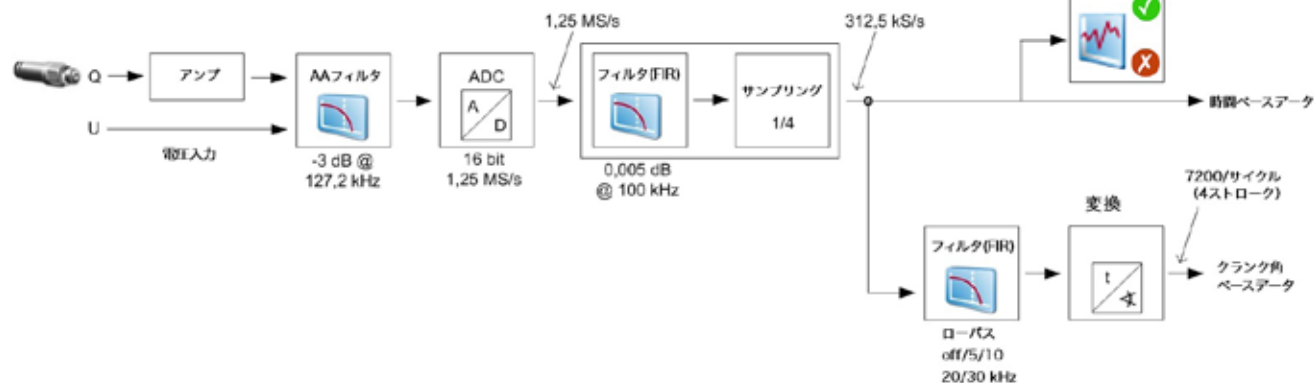 1,25 MS/s
312,5 kS/s
Q
アンプ
AAフィルタ
ADC
A
D
フィルタ(FIR)
サンプリング
1/4
時間ベースデータ
U
電圧入力
-3 dB @
127,2 kHz
16 bit
1,25 MS/s
0,005 dB
@ 100 kHz
7200/サイクル
(4ストローク)
変換
フィルタ(FIR)
t
∢
クランク角
ベースデータ
ローパス
off/5/10
20/30 kHz